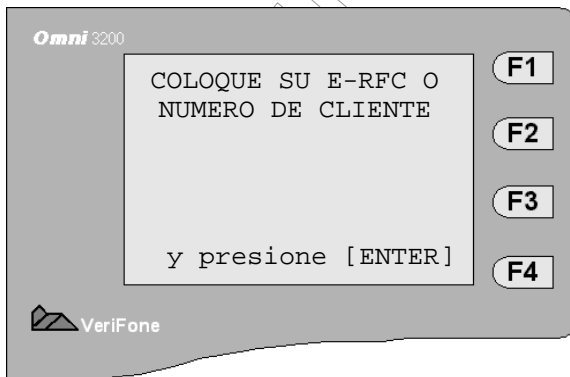 Omni 3200
COLOQUE SU E-RFC O
NUMERO DE CLIENTE
y presione [ENTER]
F1
F2
F3
F4
VeriFone